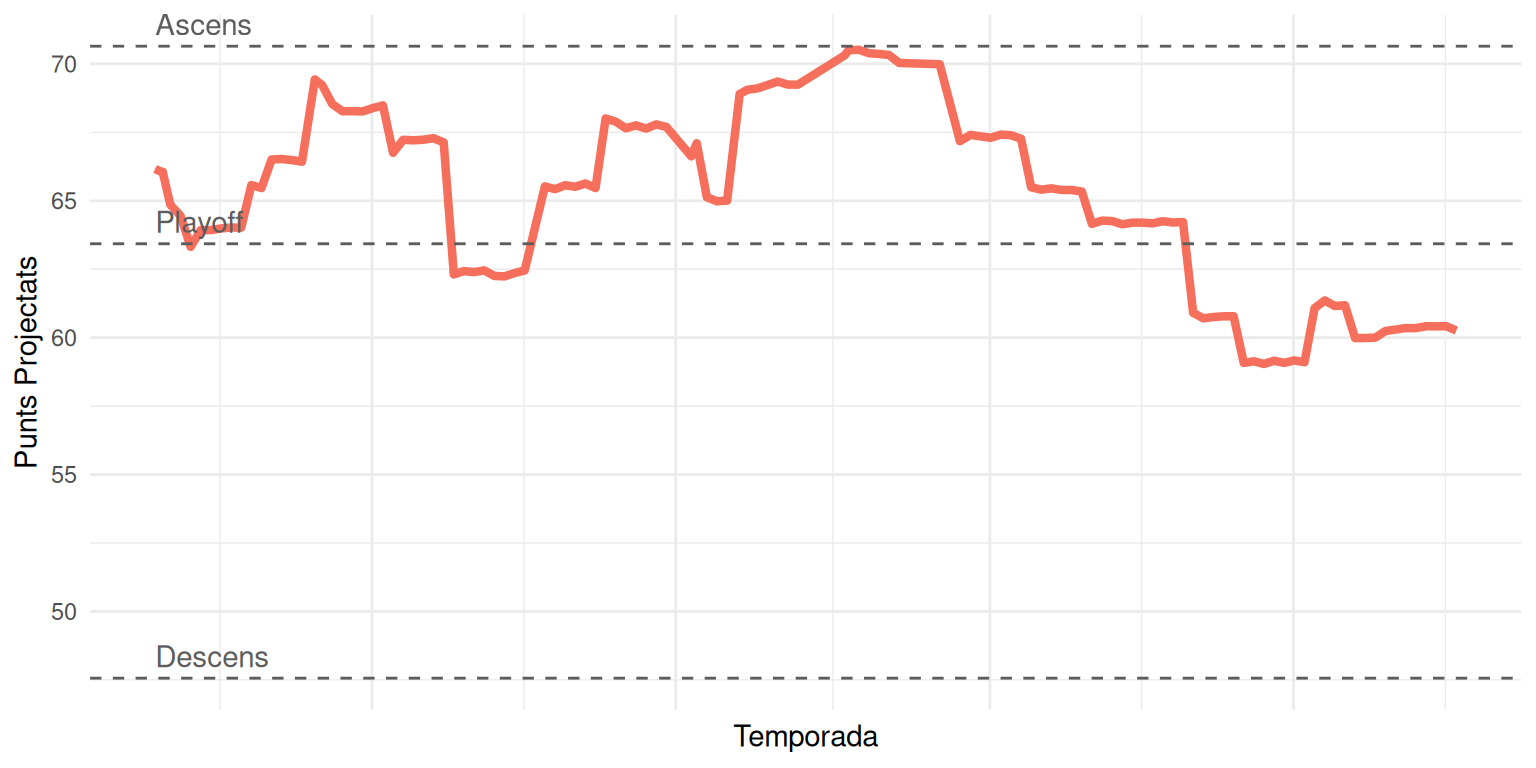 Ascens
70
65
Playoff
60
55
50
Descens
Punts Projectats
Temporada